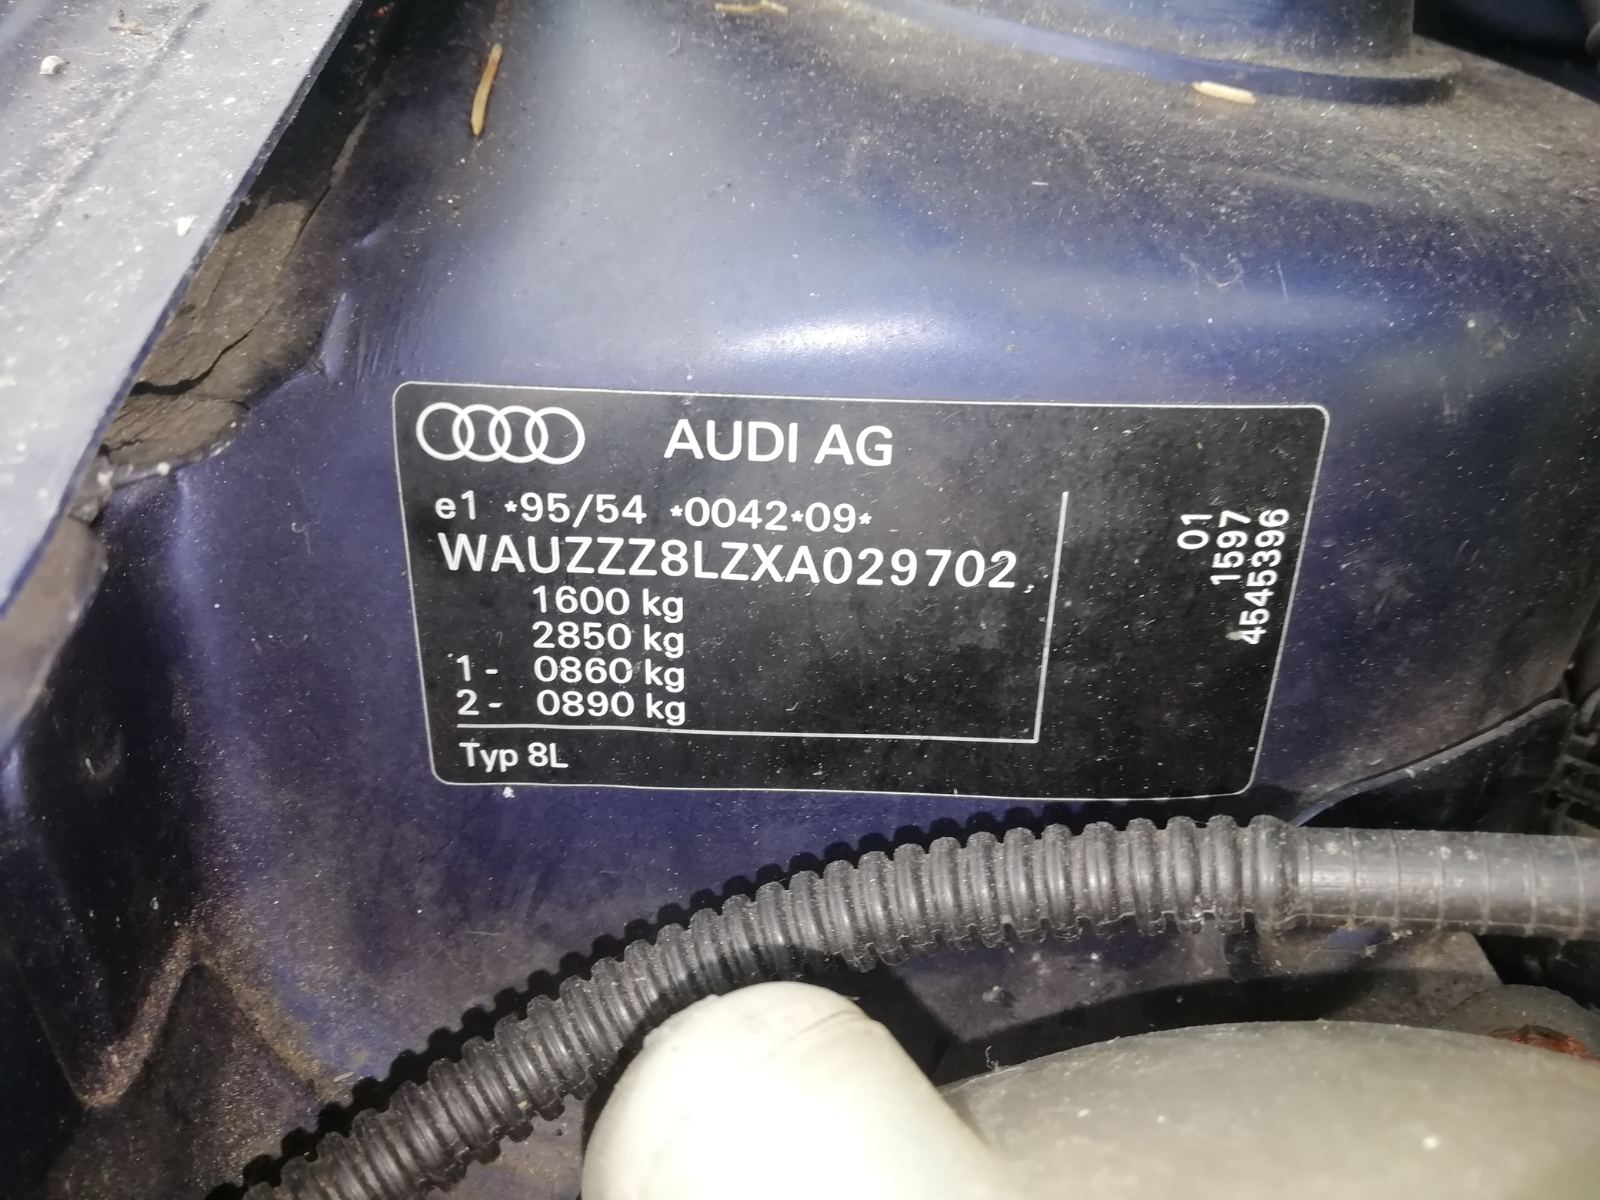 AUDI AG
e1 *95/54 *0042*09*
WAUZZZ8LZXA029702
1600 kg
2850 kg
1- 0860 kg
2- 0890 kg
Typ 8L
01
1597
4545396